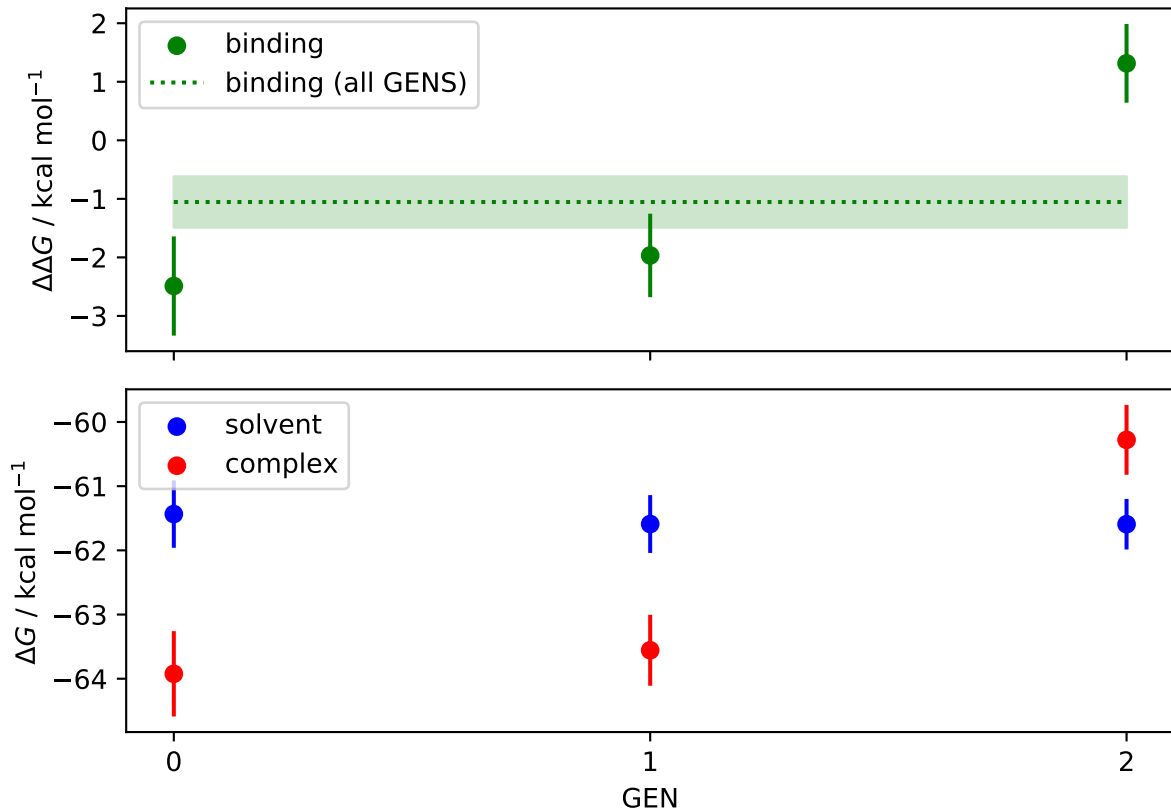 2
1
0
−1
−2
−3
ΔΔG / kcal mol⁻¹
binding
binding (all GENS)
−60
−61
−62
−63
−64
ΔG / kcal mol⁻¹
solvent
complex
0 1 2
GEN